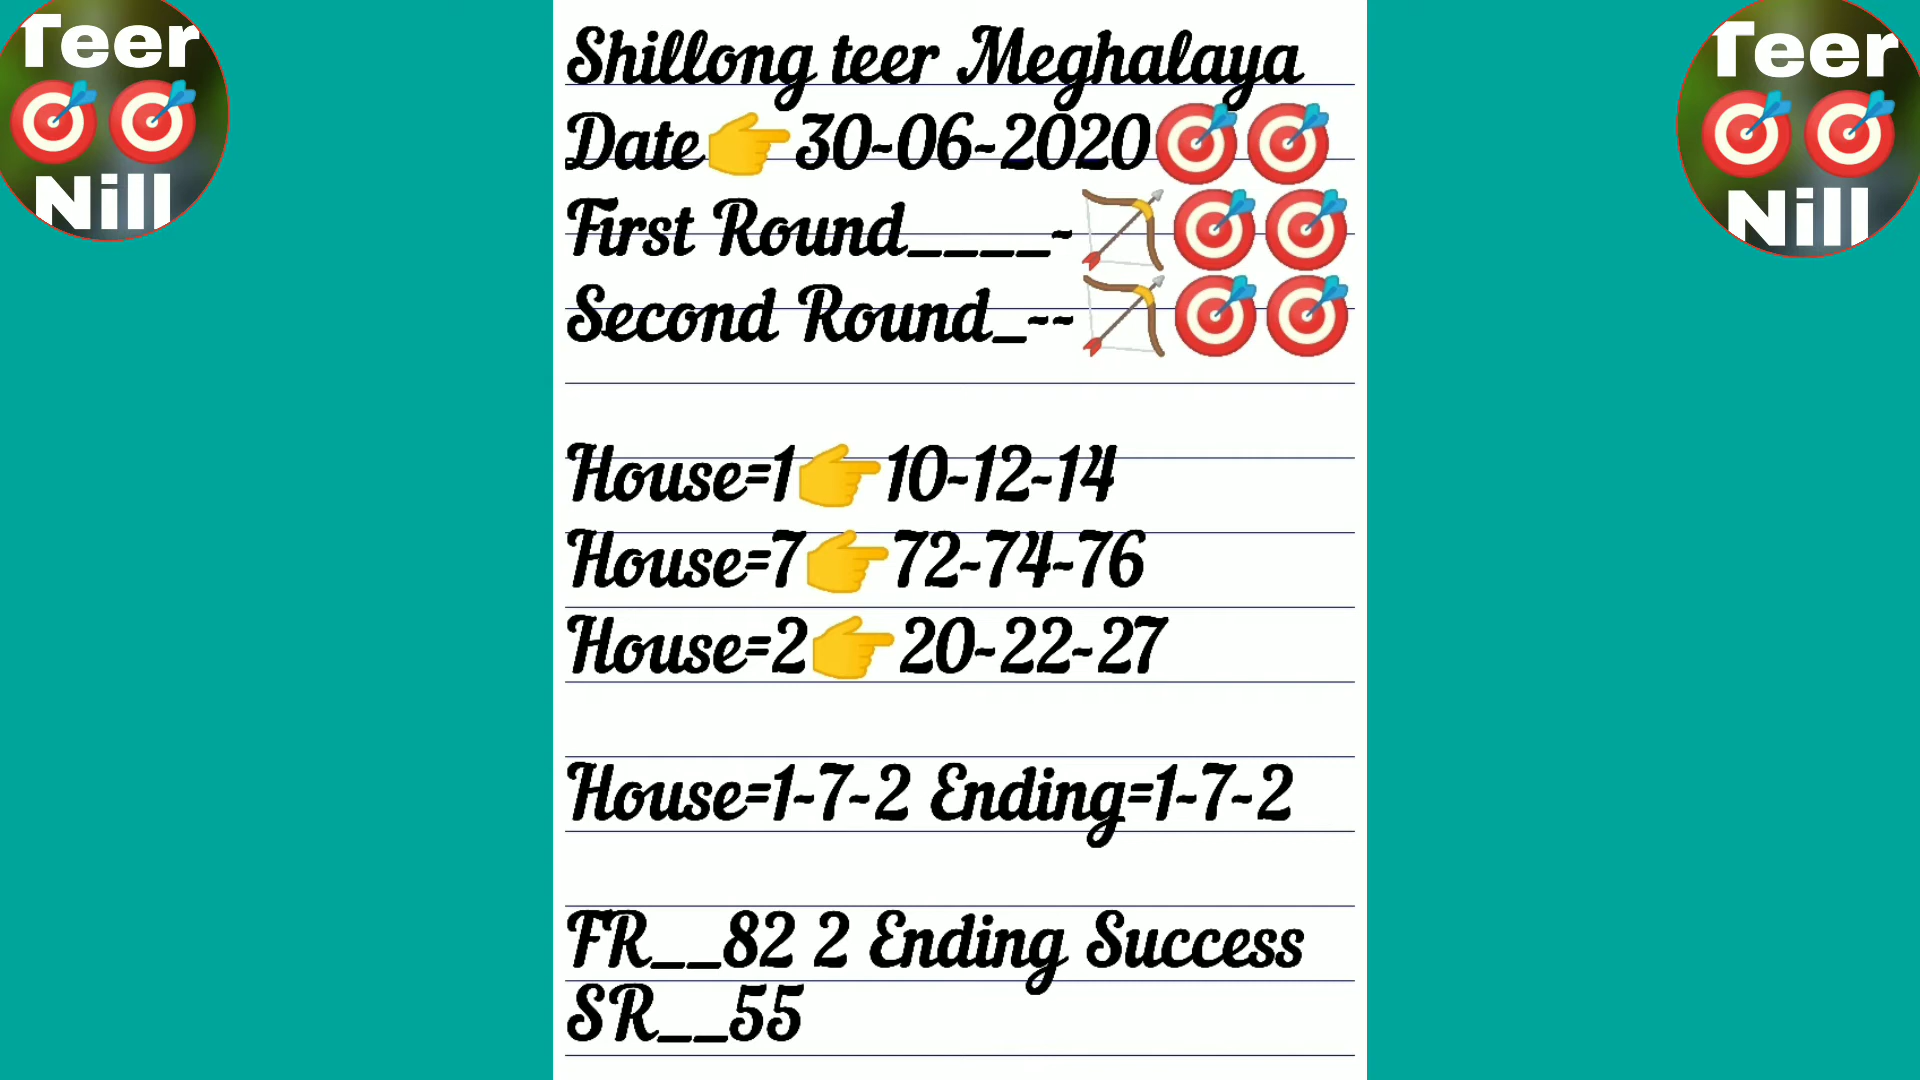 Teer
Nill
Shillong teer Meghalaya
Date👉30-06-2020🎯🎯
First Round____-🏹🎯🎯
Second Round_--🏹🎯🎯
House=1👉10-12-14
House=7👉72-74-76
House=2👉20-22-27
House=1-7-2 Ending=1-7-2
FR__82 2 Ending Success
SR__55
Teer
Nill